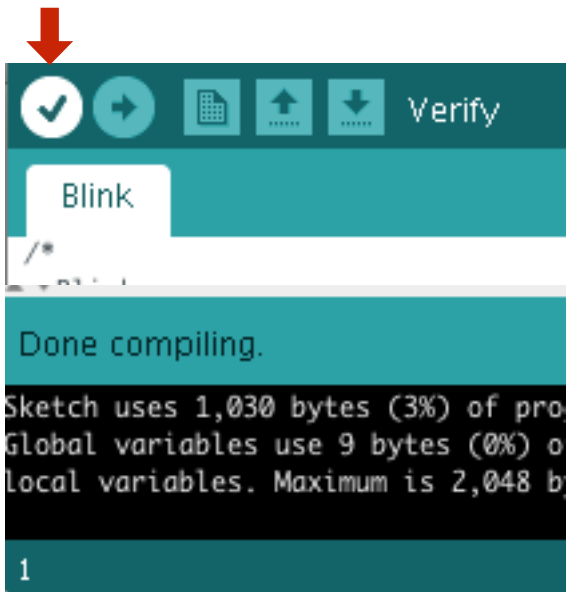 Verify
Blink
/*
Done compiling.
Sketch uses 1,030 bytes (3%) of
Global variables use 9 bytes (0%)
local variables. Maximum is 2,048
1